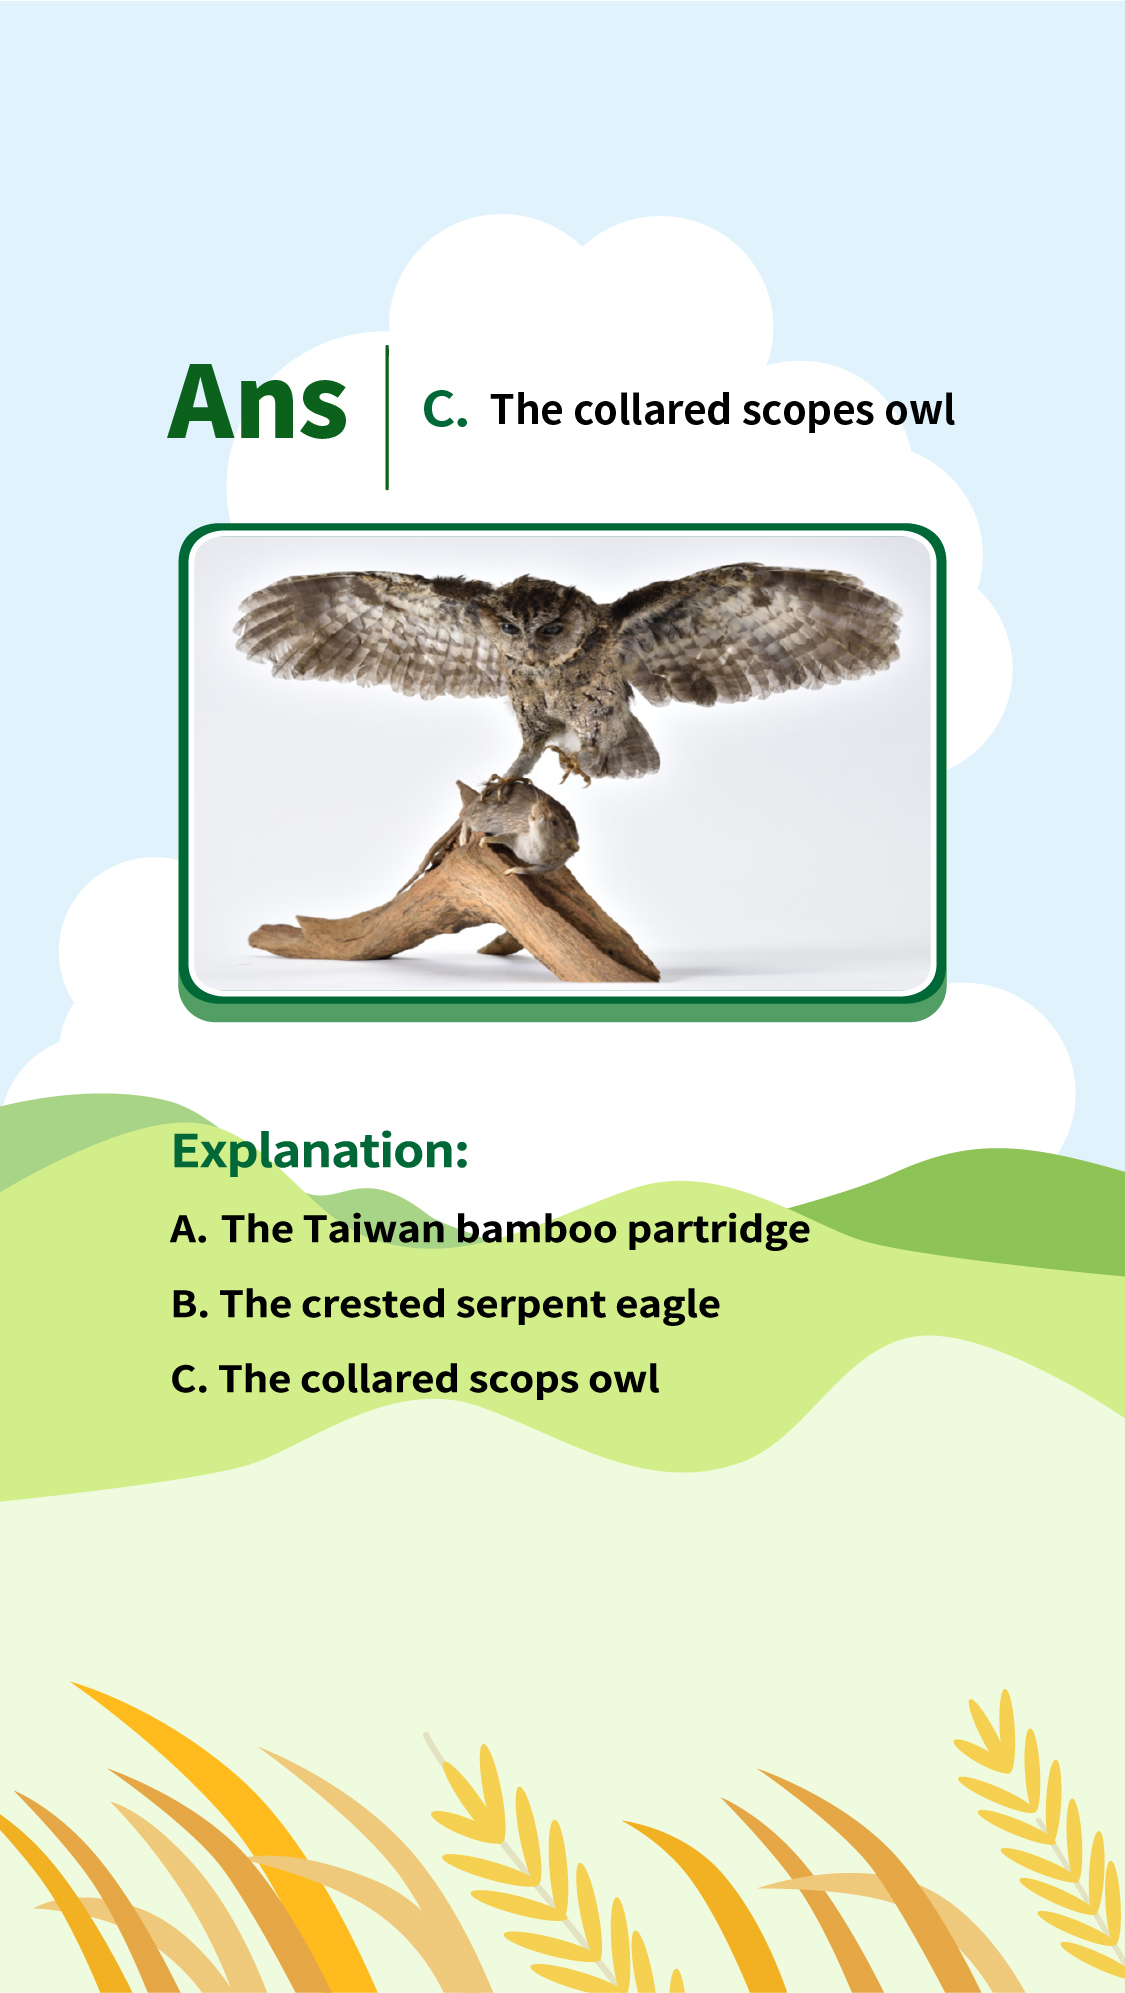 Ans
C. The collared scopes owl
Explanation:
A. The Taiwan bamboo partridge
B. The crested serpent eagle
C. The collared scops owl